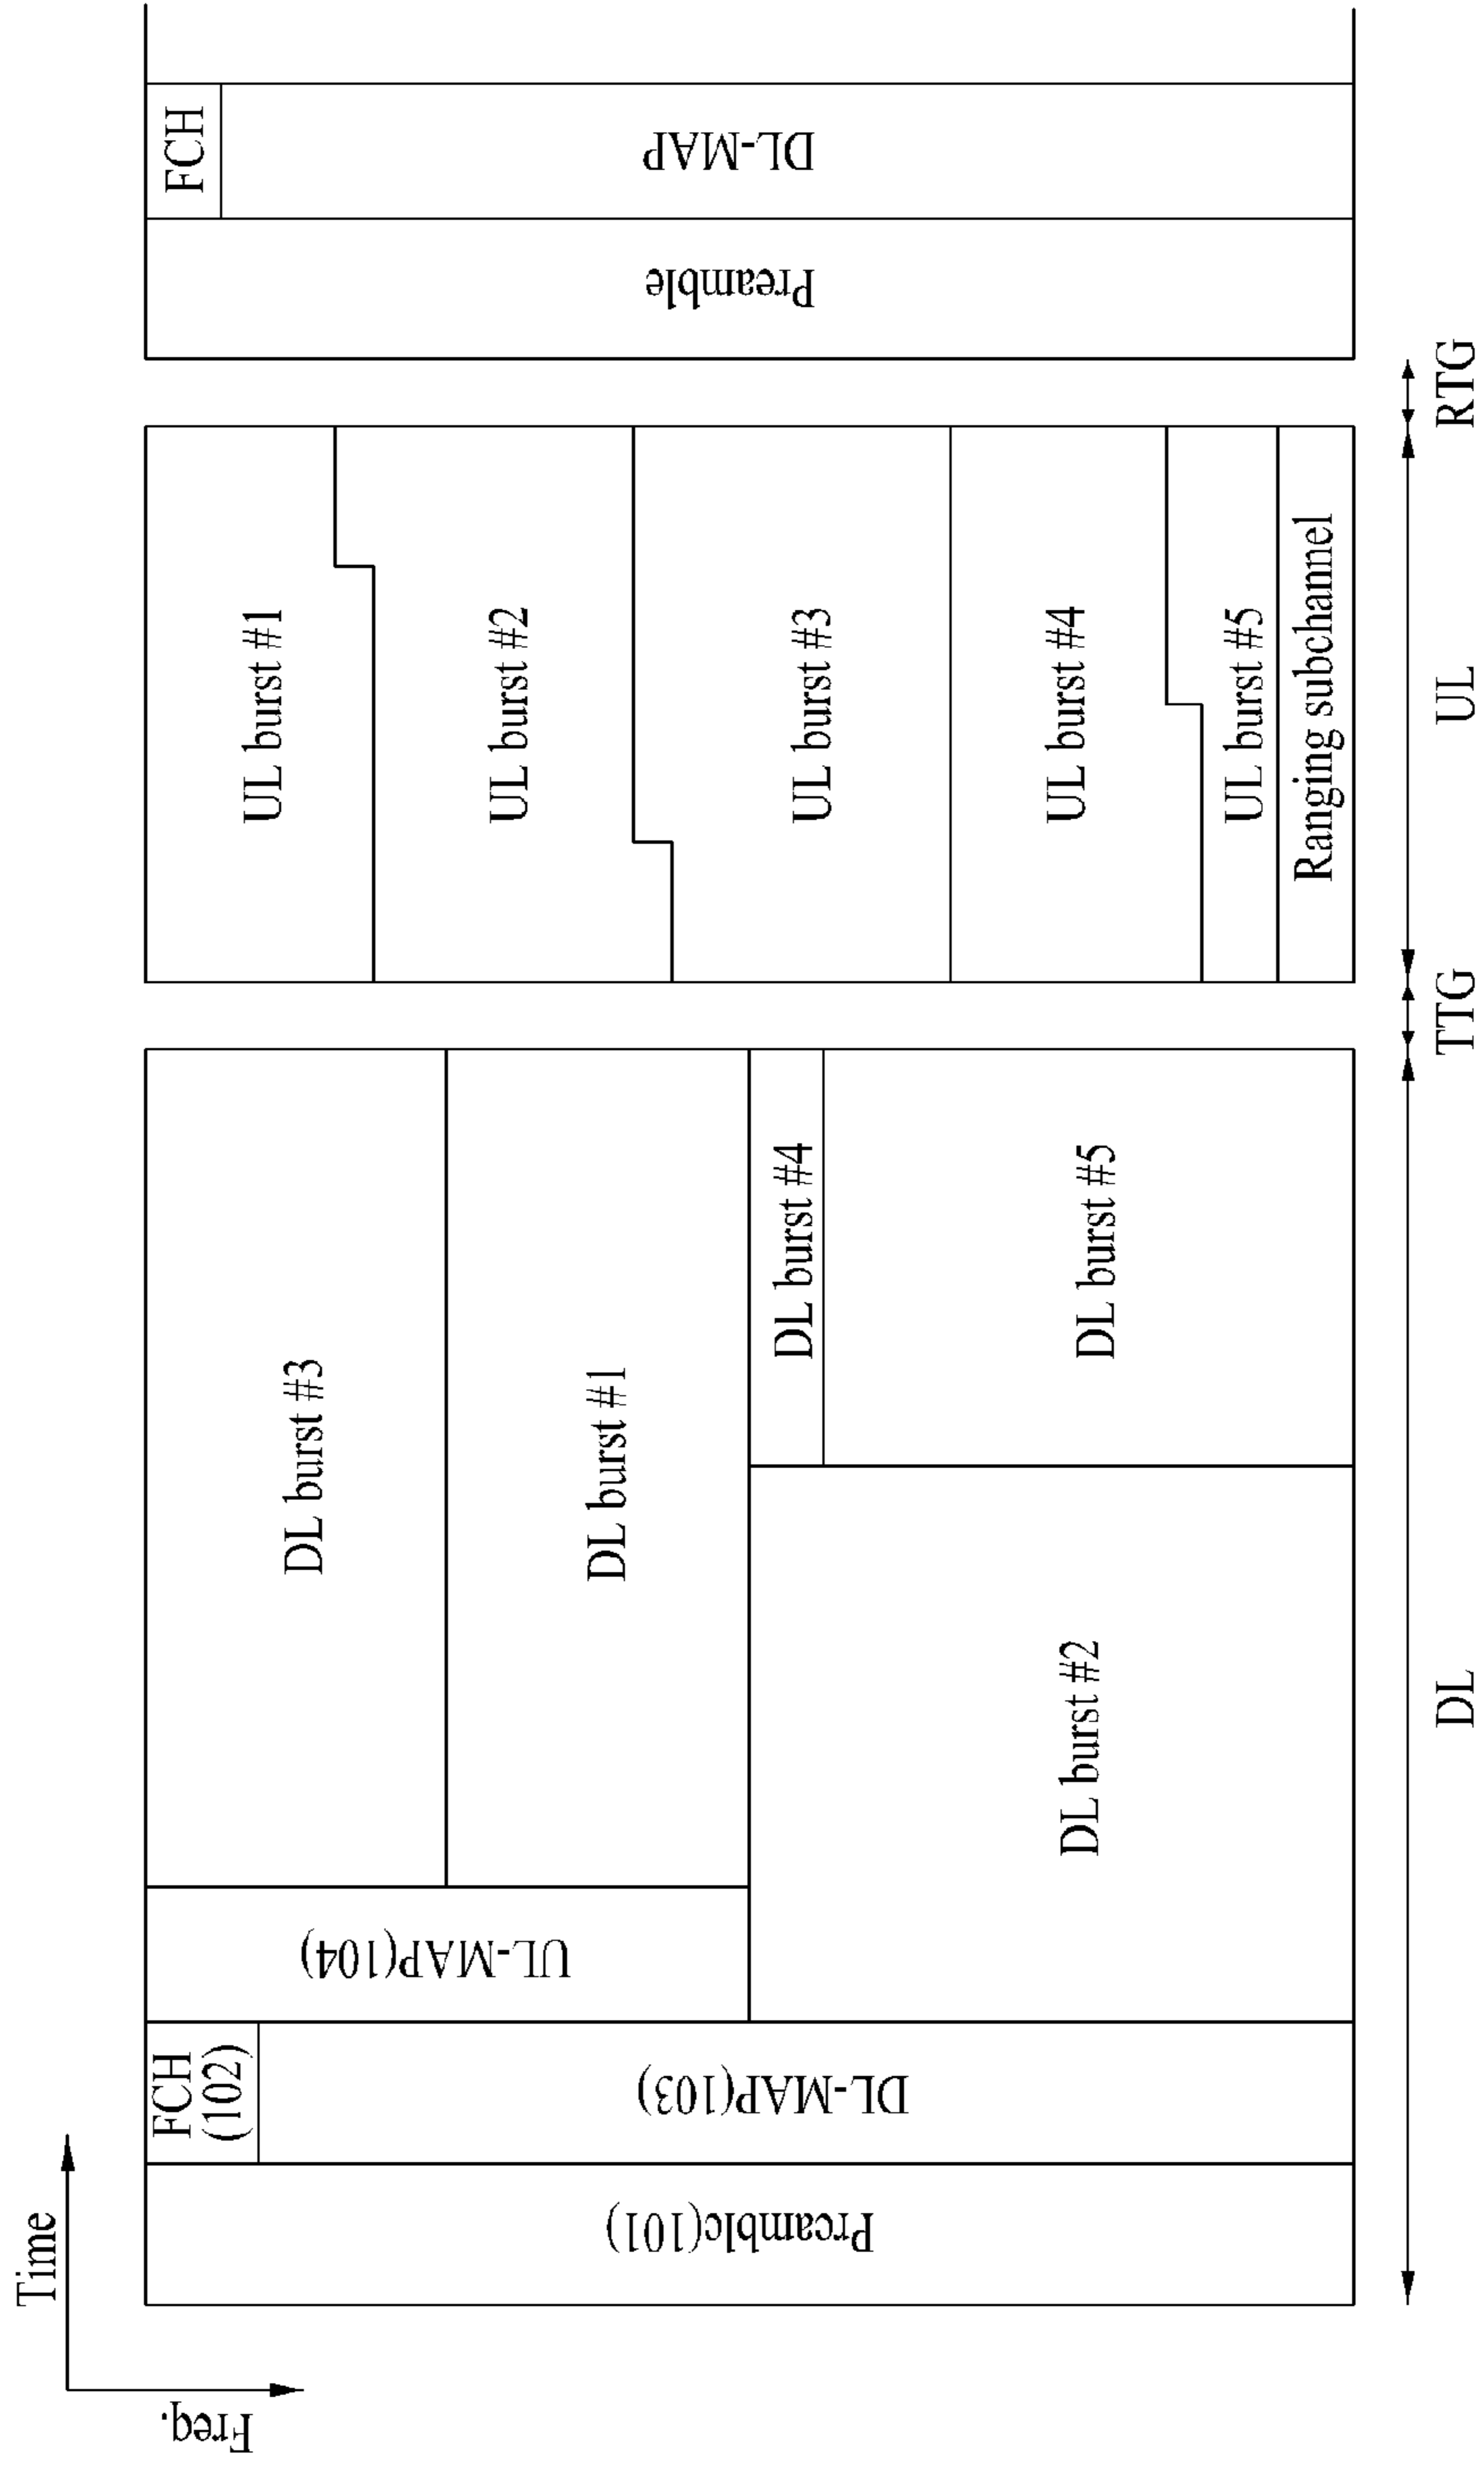 Time
Freq.
Preamble(101)
FCH
(102)
DL-MAP(103)
UL-MAP(104)
DL burst #3
DL burst #1
DL burst #2
DL burst #4
DL burst #5
UL burst #1
UL burst #2
UL burst #3
UL burst #4
UL burst #5
Ranging subchannel
Preamble
FCH
DL-MAP
DL
TTG
UL
RTG